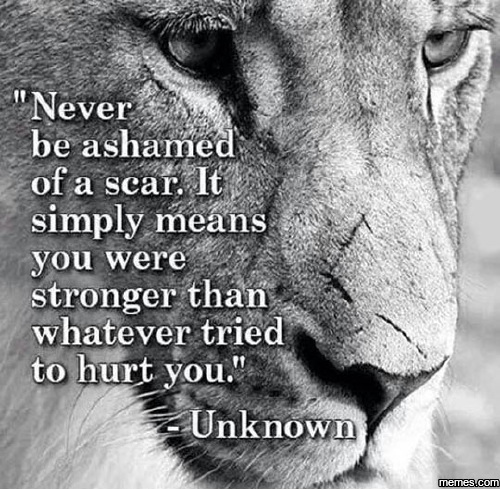 "Never
be ashamed
of a scar. It
simply means
you were
stronger than
whatever tried
to hurt you."
- Unknown
memes.com